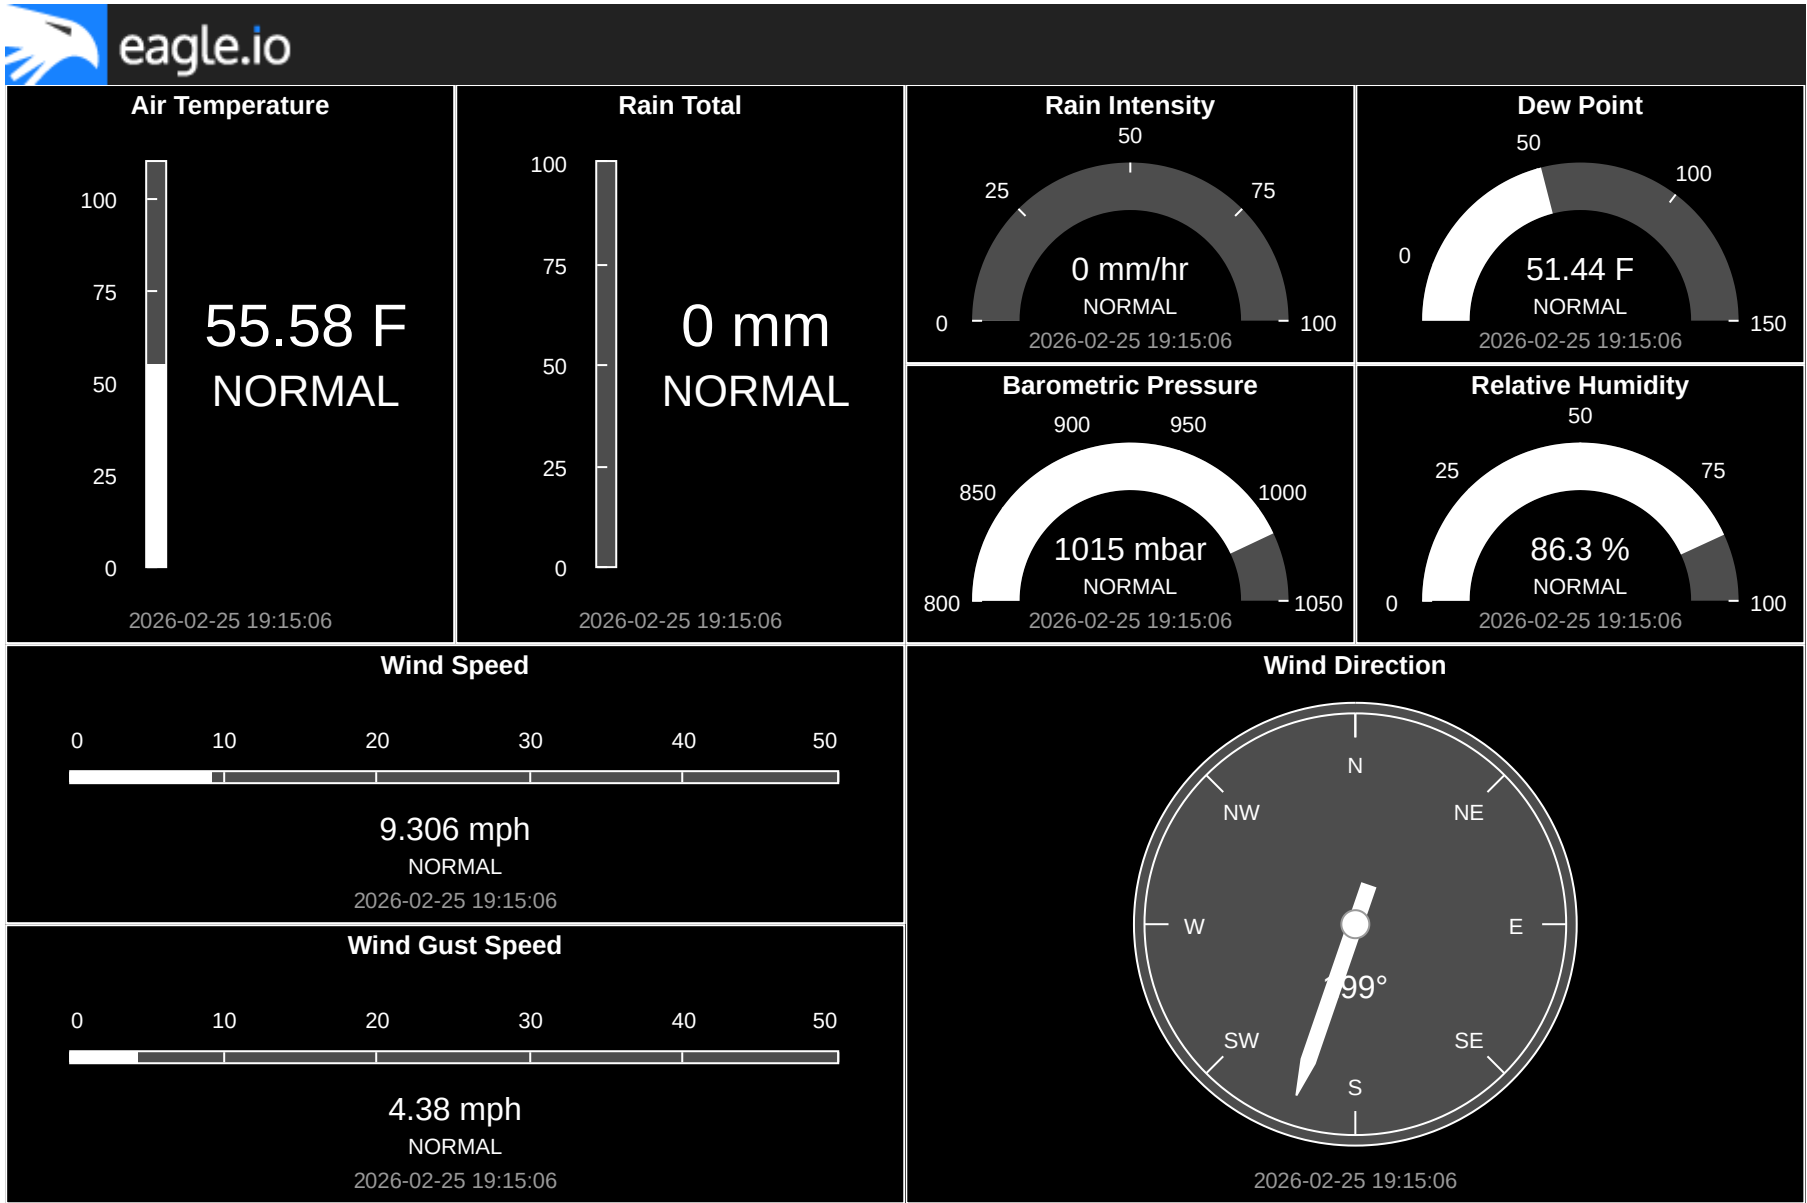 eagle.io
Air Temperature
100
75
50
25
0
55.58 F
NORMAL
2026-02-25 19:15:06
Rain Total
100
75
50
25
0
0 mm
NORMAL
2026-02-25 19:15:06
Rain Intensity
0
25
50
75
100
0 mm/hr
NORMAL
2026-02-25 19:15:06
Dew Point
0
50
100
150
51.44 F
NORMAL
2026-02-25 19:15:06
Barometric Pressure
800
850
900
950
1000
1050
1015 mbar
NORMAL
2026-02-25 19:15:06
Relative Humidity
0
25
50
75
100
86.3 %
NORMAL
2026-02-25 19:15:06
Wind Speed
0 10 20 30 40 50
9.306 mph
NORMAL
2026-02-25 19:15:06
Wind Gust Speed
0 10 20 30 40 50
4.38 mph
NORMAL
2026-02-25 19:15:06
Wind Direction
N
NW NE
W E
SW SE
S
2026-02-25 19:15:06